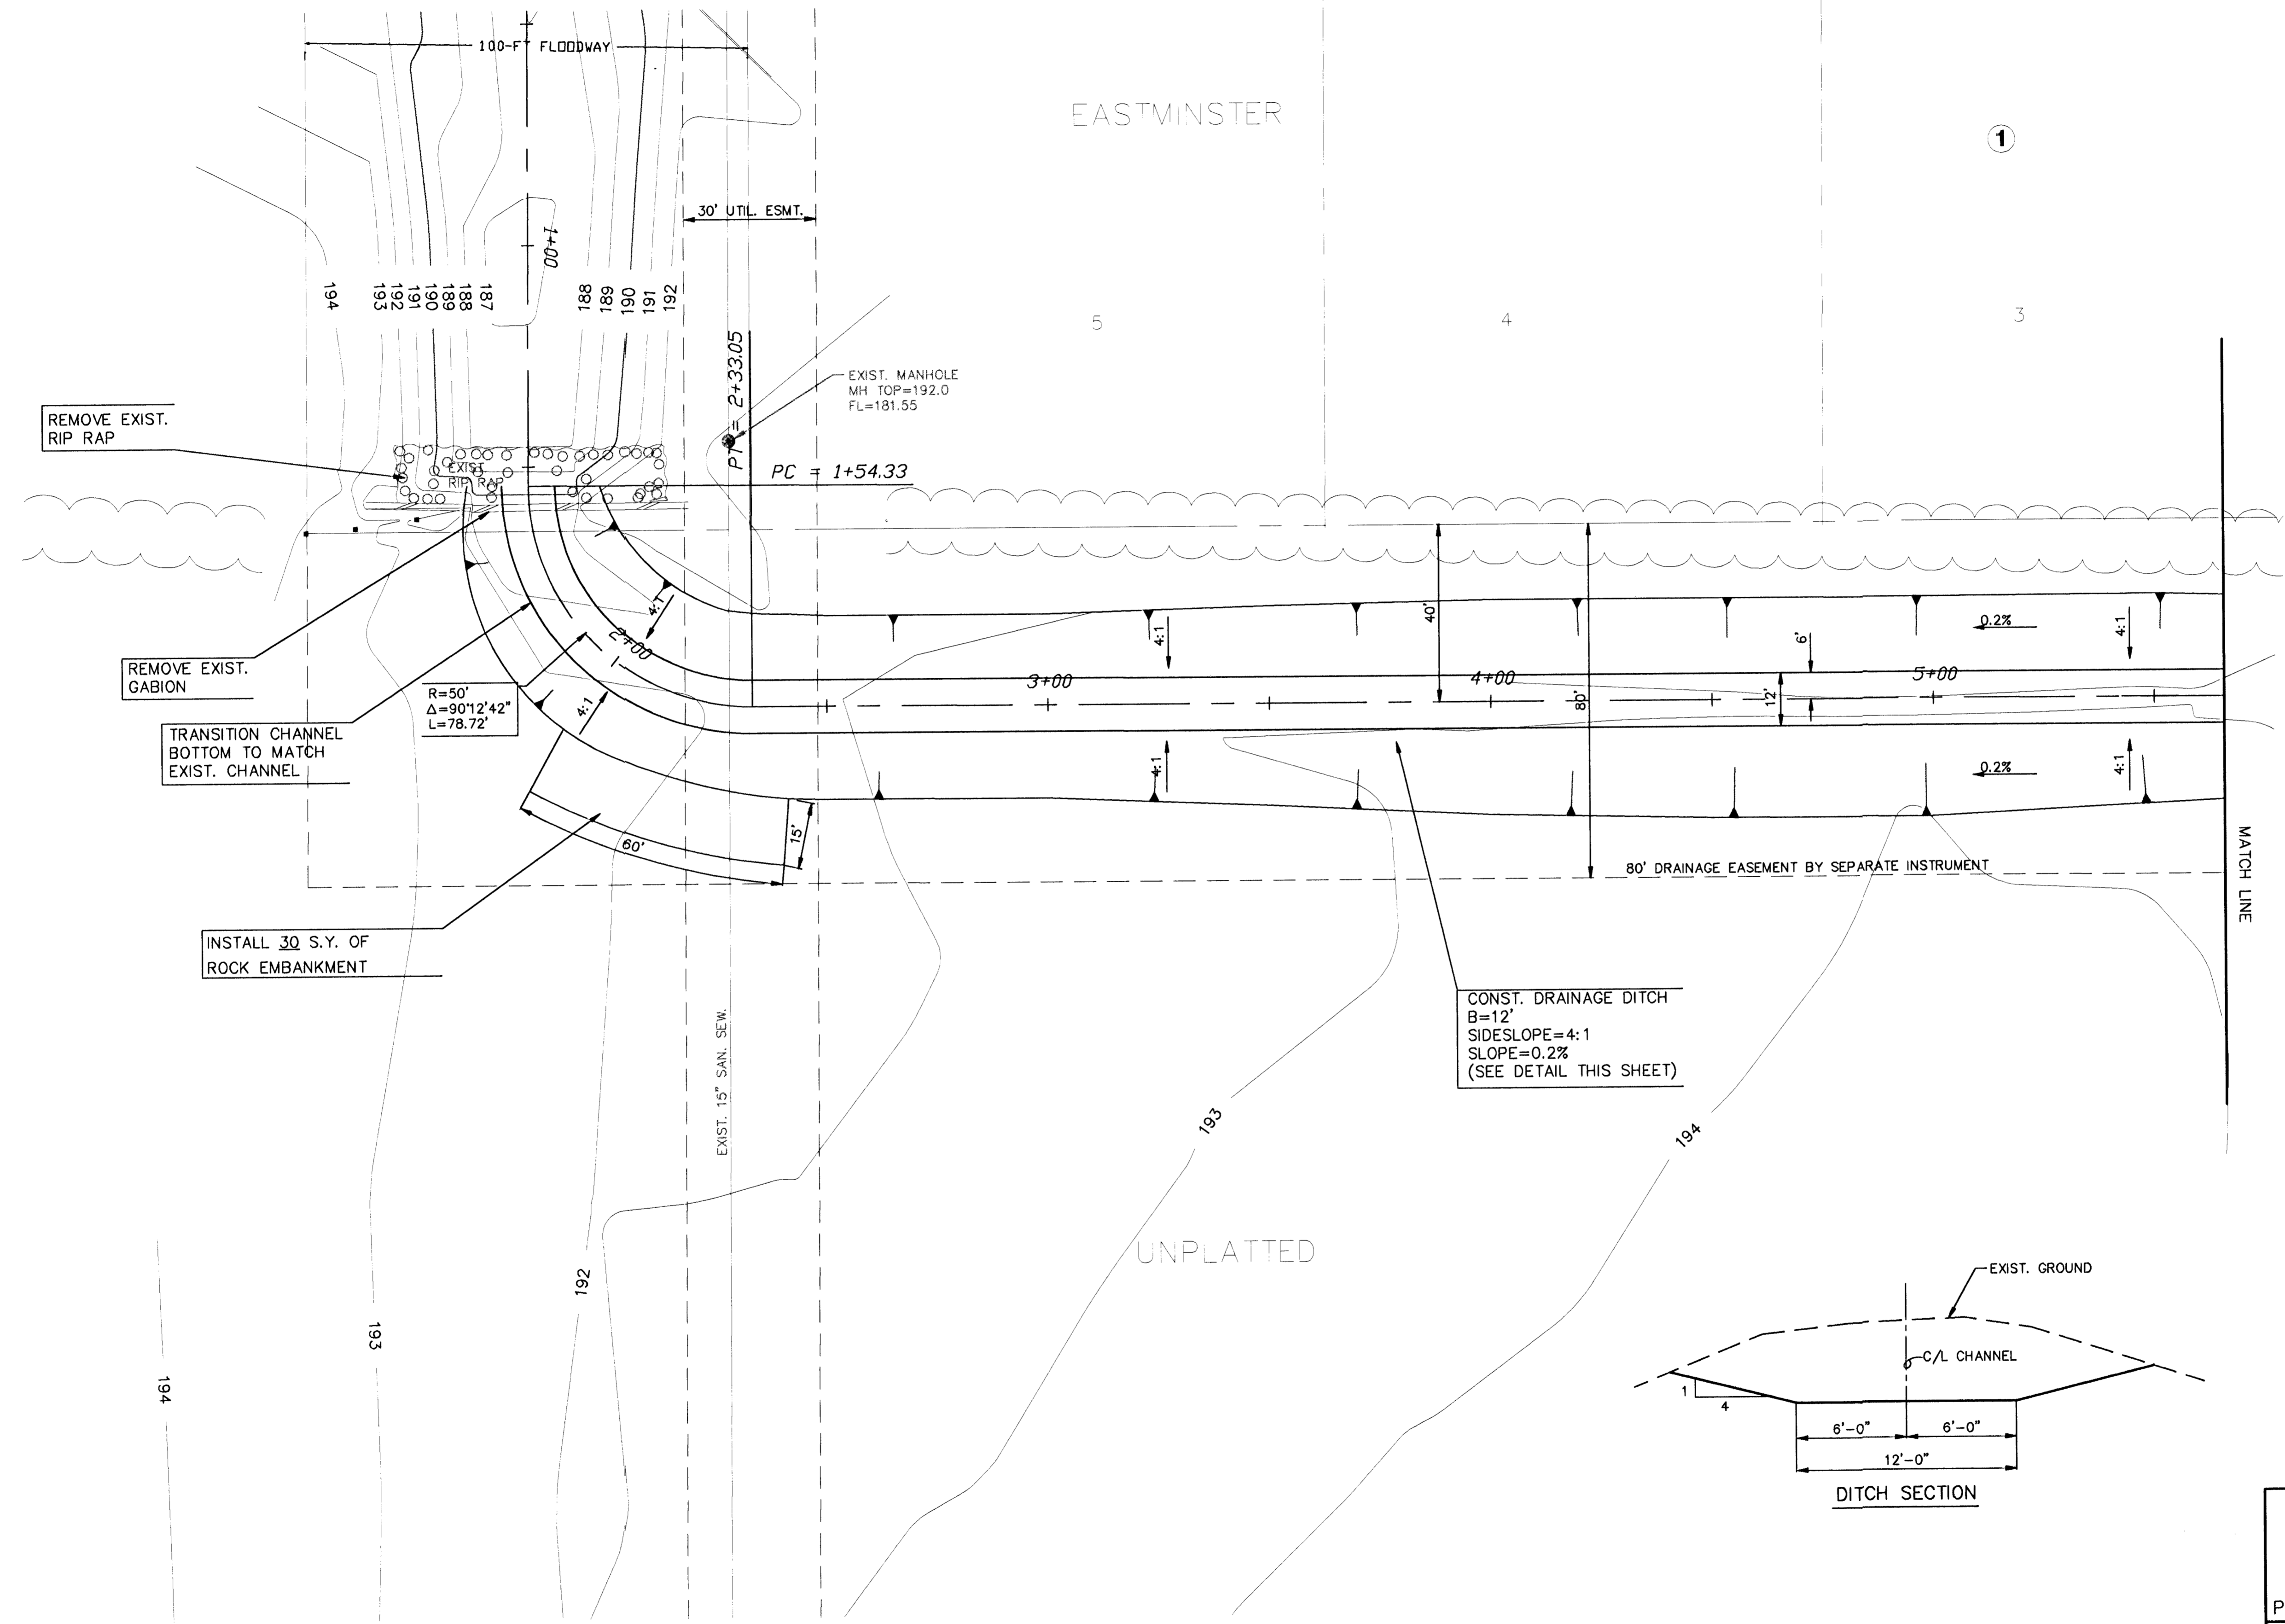 100-FT FLOODWAY
EASTMINSTER
1
30' UTIL. ESMT.
1+00
194
193
192
191
190
189
188
187
188
189
190
191
192
5
4
3
PT = 2+33.05
EXIST. MANHOLE
MH TOP=192.0
FL=181.55
REMOVE EXIST.
RIP RAP
EXIST.
RIP RAP
PC = 1+54.33
4:1
2+00
40'
4:1
0.2%
4:1
6'
3+00
4+00
5+00
80'
12'
REMOVE EXIST.
GABION
R=50'
Δ=90°12'42"
L=78.72'
4:1
TRANSITION CHANNEL
BOTTOM TO MATCH
EXIST. CHANNEL
4:1
0.2%
4:1
15'
60'
80' DRAINAGE EASEMENT BY SEPARATE INSTRUMENT
MATCH LINE
INSTALL 30 S.Y. OF
ROCK EMBANKMENT
CONST. DRAINAGE DITCH
B=12'
SIDESLOPE=4:1
SLOPE=0.2%
(SEE DETAIL THIS SHEET)
EXIST. 15" SAN. SEW.
193
194
UNPLATTED
192
193
194
EXIST. GROUND
C/L CHANNEL
1
4
6'-0"
6'-0"
12'-0"
DITCH SECTION
P